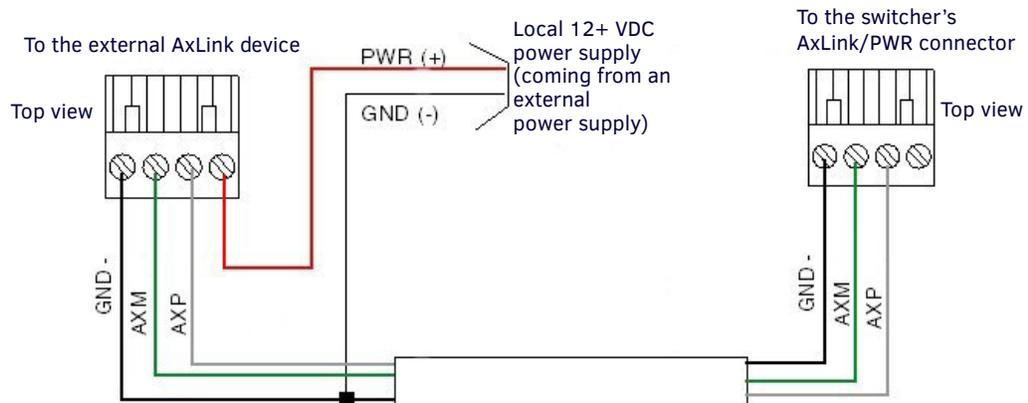 To the external AxLink device
Top view
PWR (+)
GND (-)
Local 12+ VDC
power supply
(coming from an
external
power supply)
To the switcher's
AxLink/PWR connector
Top view
GND -
AXM
AXP
GND -
AXM
AXP